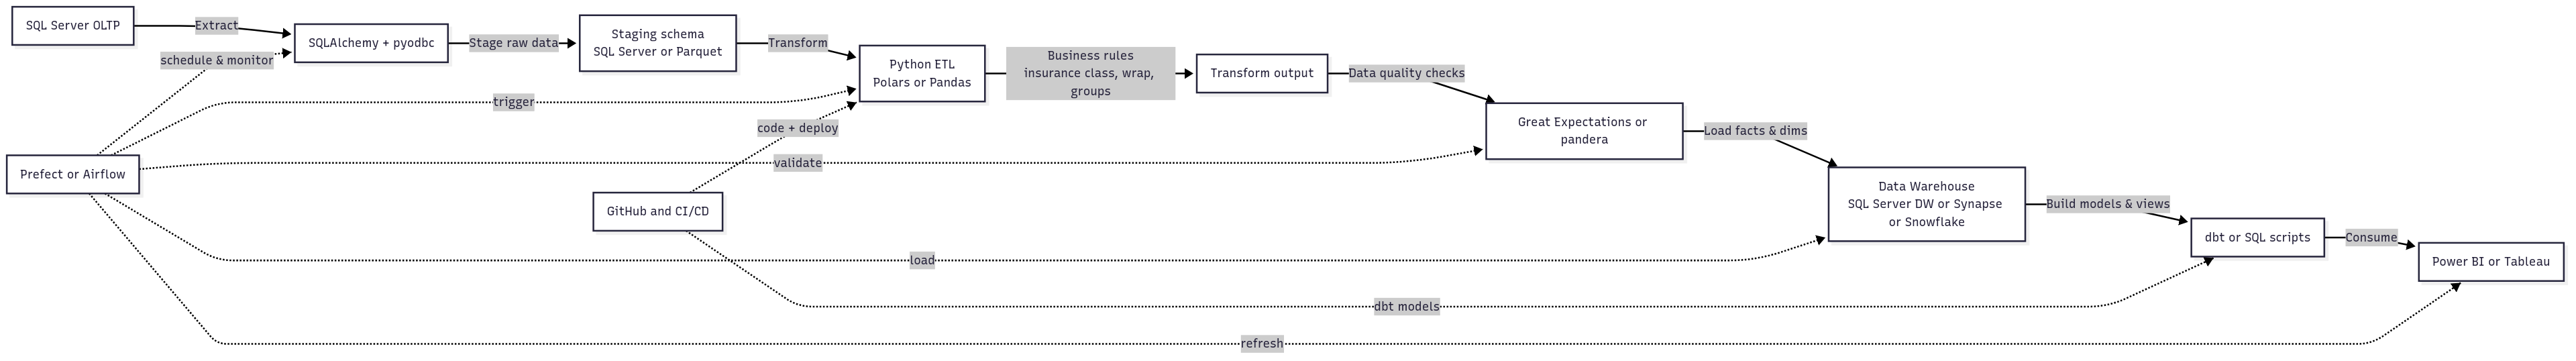 SQL Server OLTP
Extract
SQLAlchemy + pyodbc
schedule & monitor
Stage raw data
Staging schema
SQL Server or Parquet
Transform
Python ETL
Polars or Pandas
Business rules
insurance class, wrap,
groups
Transform output
Data quality checks
trigger
code + deploy
Great Expectations or
pandera
Load facts & dims
Prefect or Airflow
validate
GitHub and CI/CD
Data Warehouse
SQL Server DW or Synapse
or Snowflake
Build models & views
dbt or SQL scripts
Consume
Power BI or Tableau
load
dbt models
refresh